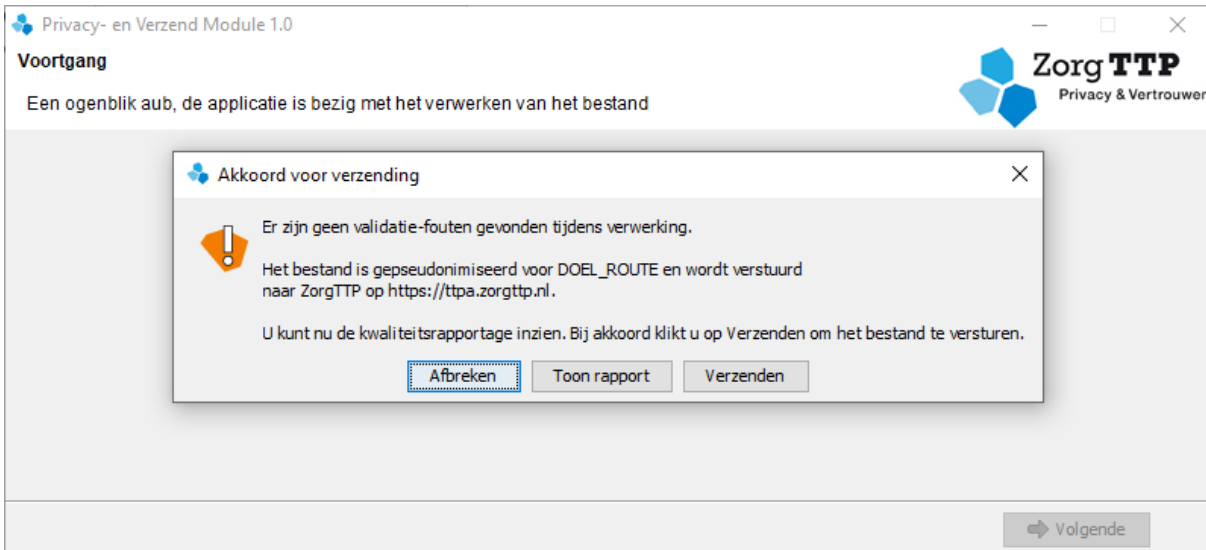 Privacy- en Verzend Module 1.0
Voortgang
Een ogenblik aub, de applicatie is bezig met het verwerken van het bestand
Zorg TTP
Privacy & Vertrouwen
Akkoord voor verzending
Er zijn geen validatie-fouten gevonden tijdens verwerking.
Het bestand is gepseudonimiseerd voor DOEL_ROUTE en wordt verstuurd
naar ZorgTTP op https://ttpa.zorgttp.nl.
U kunt nu de kwaliteitsrapportage inzien. Bij akkoord klikt u op Verzenden om het bestand te versturen.
Afbreken Toon rapport Verzenden
Volgende